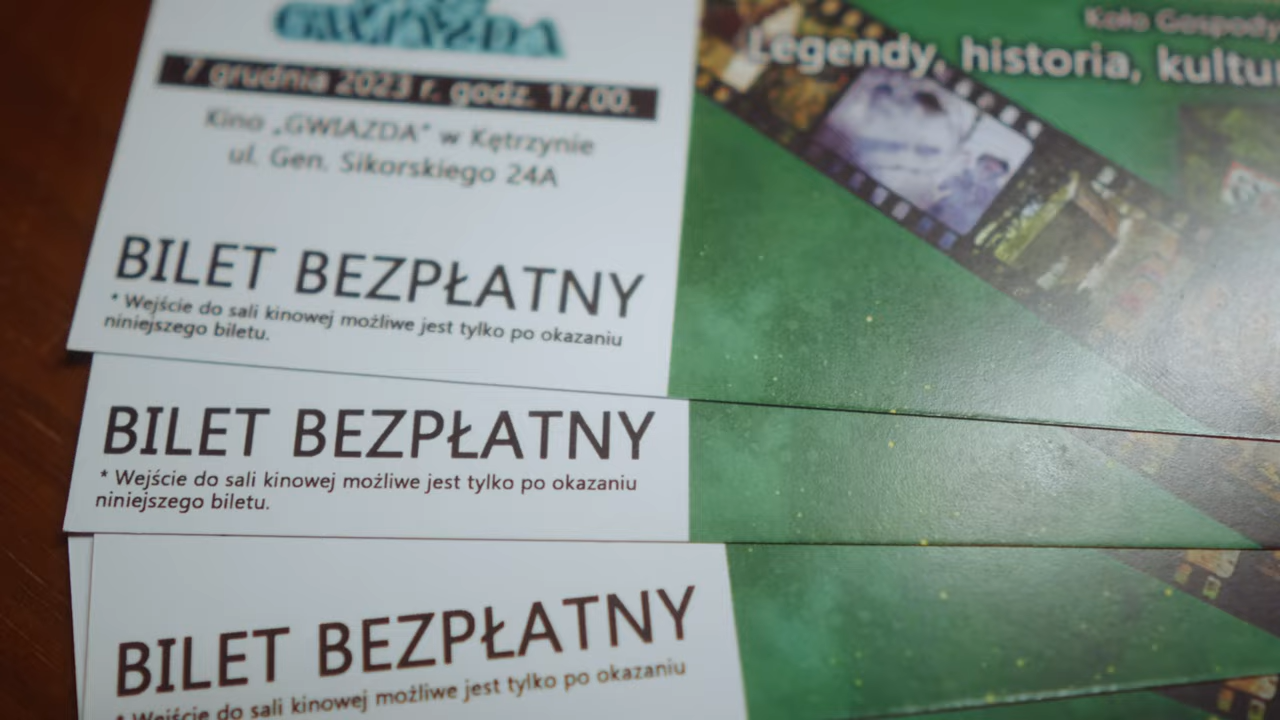 GWIAZDA
7 grudnia 2023 r. godz. 17.00.
Kino „GWIAZDA" w Kętrzynie
ul. Gen. Sikorskiego 24A
BILET BEZPŁATNY
* Wejście do sali kinowej możliwe jest tylko po okazaniu
niniejszego biletu.
Koło Gospody
Legendy, historia, kultu
BILET BEZPŁATNY
* Wejście do sali kinowej możliwe jest tylko po okazaniu
niniejszego biletu.
BILET BEZPŁATNY
* Wejście do sali kinowej możliwe jest tylko po okazaniu